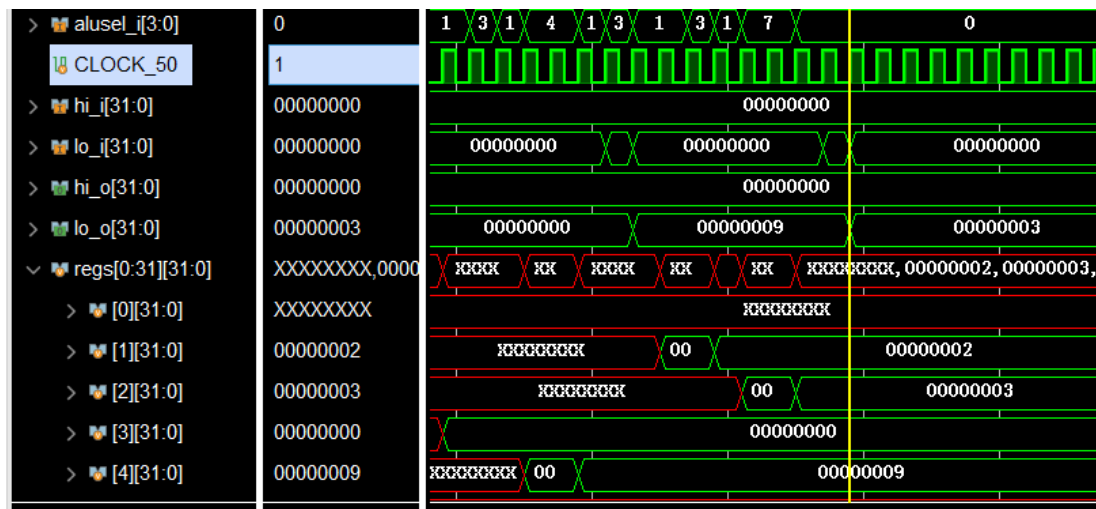 alusel_i[3:0] 0 1 3 1 4 1 3 1 3 1 7 0
CLOCK_50 1
hi_i[31:0] 00000000 00000000
lo_i[31:0] 00000000 00000000 00000000 00000000
hi_o[31:0] 00000000 00000000
lo_o[31:0] 00000003 00000000 00000009 00000003
regs[0:31][31:0] XXXXXXXX,0000 XXXX XX XXXX XX XX XXXXXXXX,00000002,00000003,
[0][31:0] XXXXXXXX XXXXXXXX
[1][31:0] 00000002 XXXXXXXX 00 00000002
[2][31:0] 00000003 XXXXXXXX 00 00000003
[3][31:0] 00000000 00000000
[4][31:0] 00000009 XXXXXXXX 00 00000009